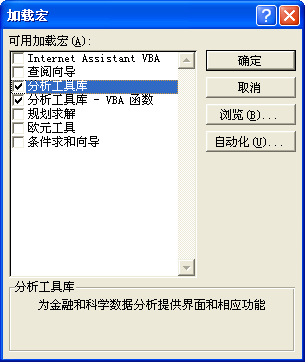 加载宏
可用加载宏(A):
Internet Assistant VBA
查阅向导
分析工具库
分析工具库 - VBA 函数
规划求解
欧元工具
条件求和向导
确定
取消
浏览(B)...
自动化(U)...
分析工具库
为金融和科学数据分析提供界面和相应功能